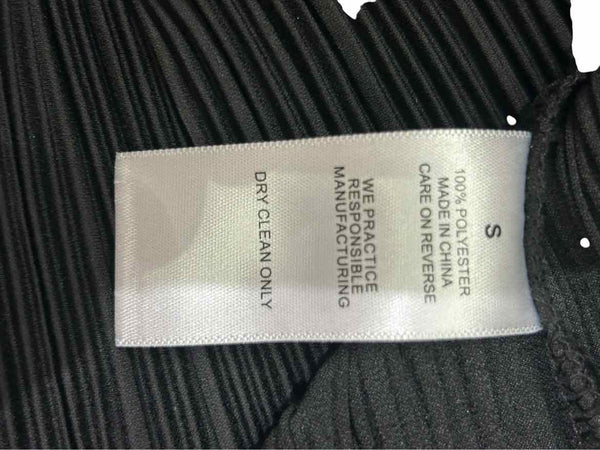 S
100% POLYESTER
MADE IN CHINA
CARE ON REVERSE
WE PRACTICE
RESPONSIBLE
MANUFACTURING
DRY CLEAN ONLY